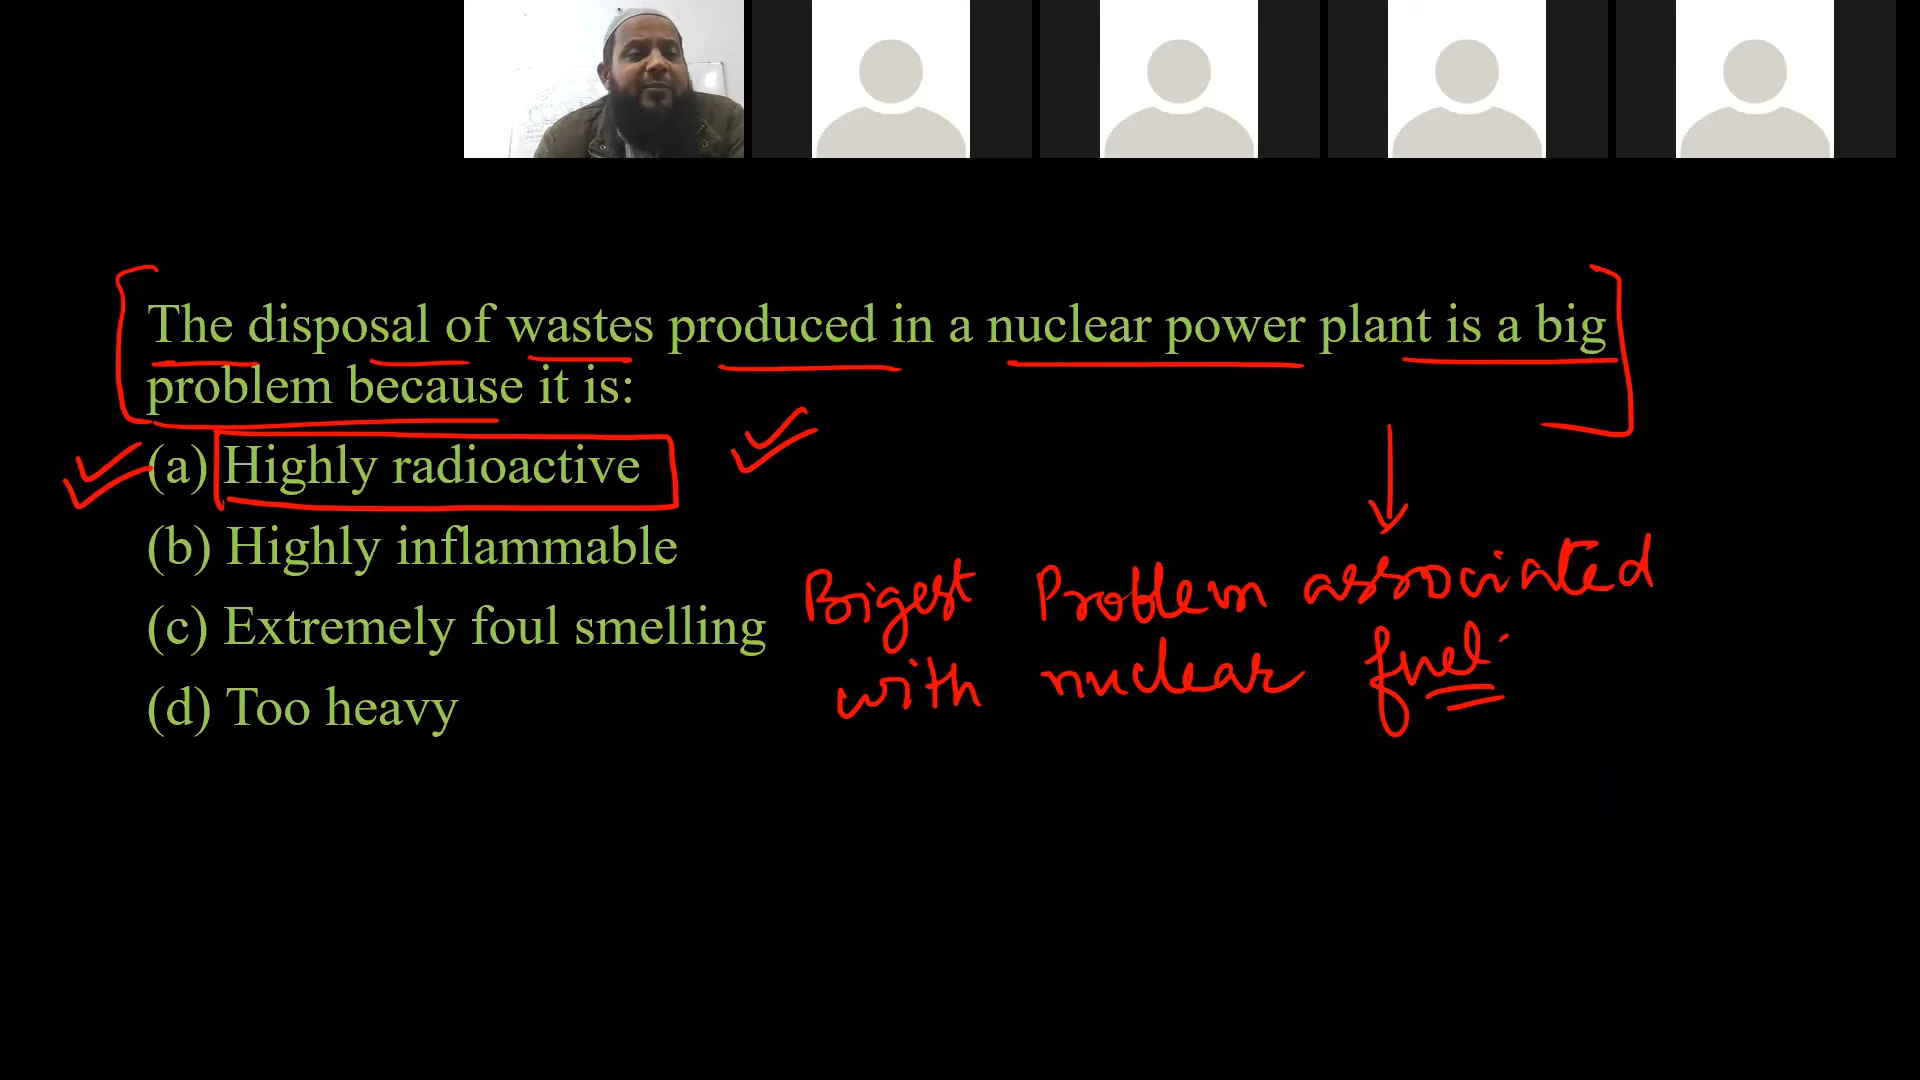 The disposal of wastes produced in a nuclear power plant is a big
problem because it is:
(a) Highly radioactive
(b) Highly inflammable
(c) Extremely foul smelling
(d) Too heavy
Bigest Problem associated
with nuclear fuel.